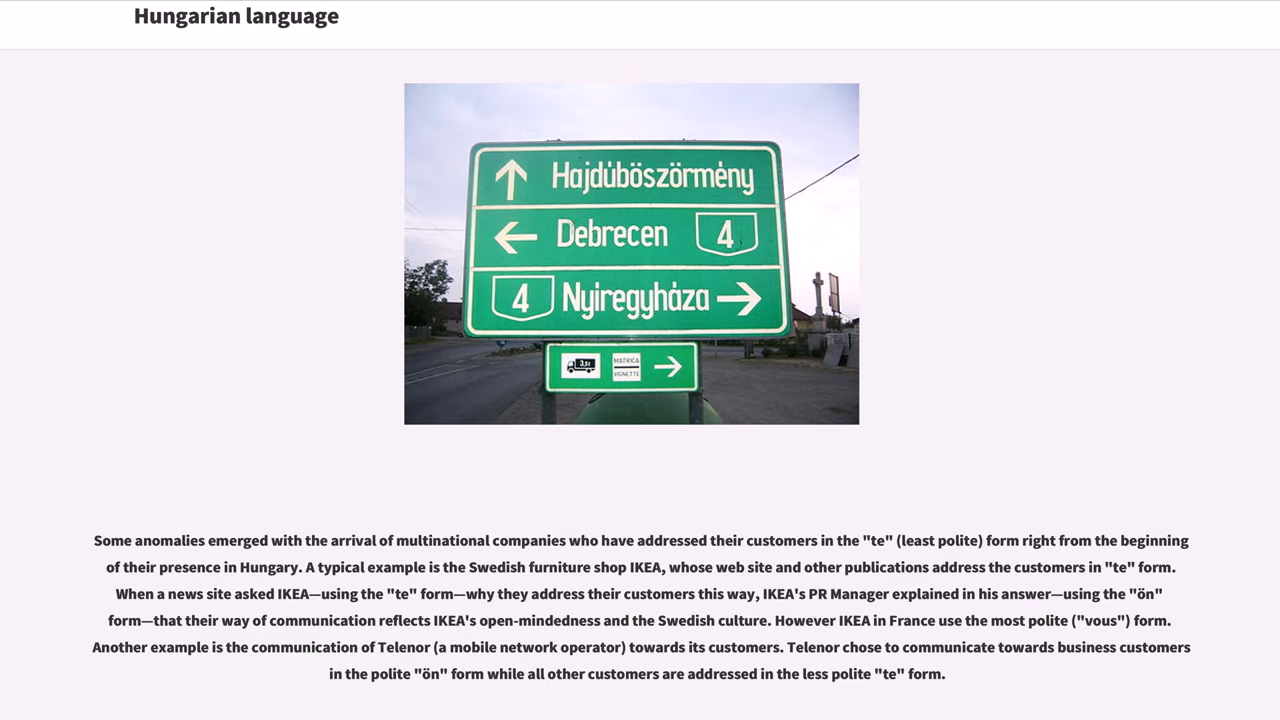 Hungarian language
Hajdúböszörmény
Debrecen 4
4 Nyíregyháza
3,5t
MATRICA
VIGNETTE
Some anomalies emerged with the arrival of multinational companies who have addressed their customers in the "te" (least polite) form right from the beginning
of their presence in Hungary. A typical example is the Swedish furniture shop IKEA, whose web site and other publications address the customers in "te" form.
When a news site asked IKEA—using the "te" form—why they address their customers this way, IKEA's PR Manager explained in his answer—using the "ön"
form—that their way of communication reflects IKEA's open-mindedness and the Swedish culture. However IKEA in France use the most polite ("vous") form.
Another example is the communication of Telenor (a mobile network operator) towards its customers. Telenor chose to communicate towards business customers
in the polite "ön" form while all other customers are addressed in the less polite "te" form.